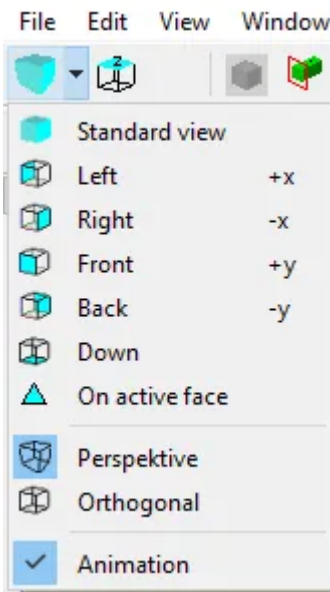 File Edit View Window
z
Standard view
Left +x
Right -x
Front +y
Back -y
Down
On active face
Perspektive
Orthogonal
Animation